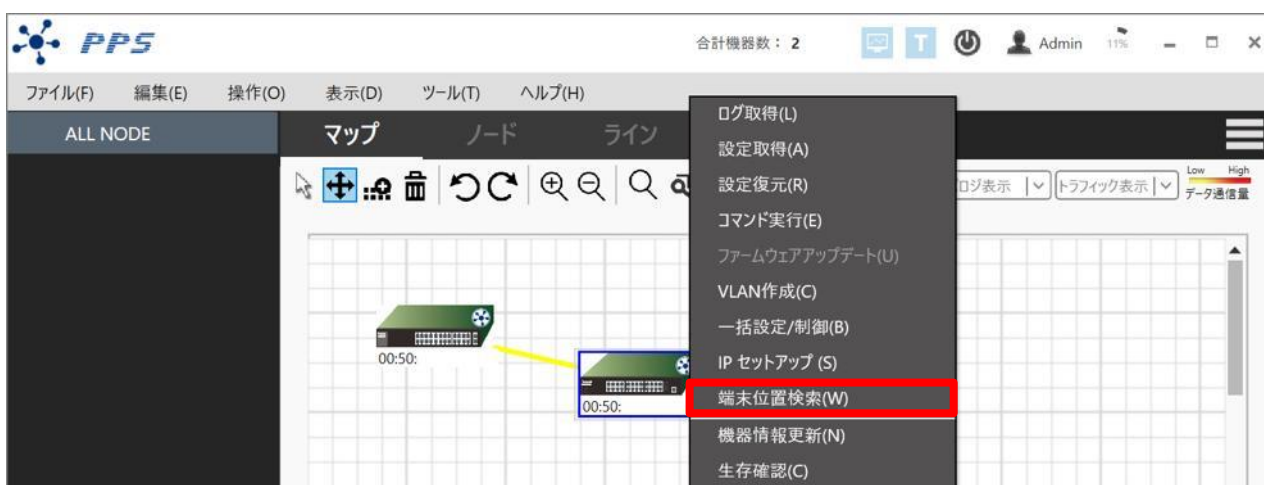 PPS
合計機器数： 2
T
Admin
11%
ファイル(F) 編集(E) 操作(O) 表示(D) ツール(T) ヘルプ(H)
ALL NODE
マップ ノード ライン
ログ取得(L)
設定取得(A)
設定復元(R)
コマンド実行(E)
ファームウェアアップデート(U)
VLAN作成(C)
一括設定/制御(B)
IP セットアップ (S)
端末位置検索(W)
機器情報更新(N)
生存確認(C)
ロジ表示 トラフィック表示
Low High
データ通信量
00:50:
00:50: